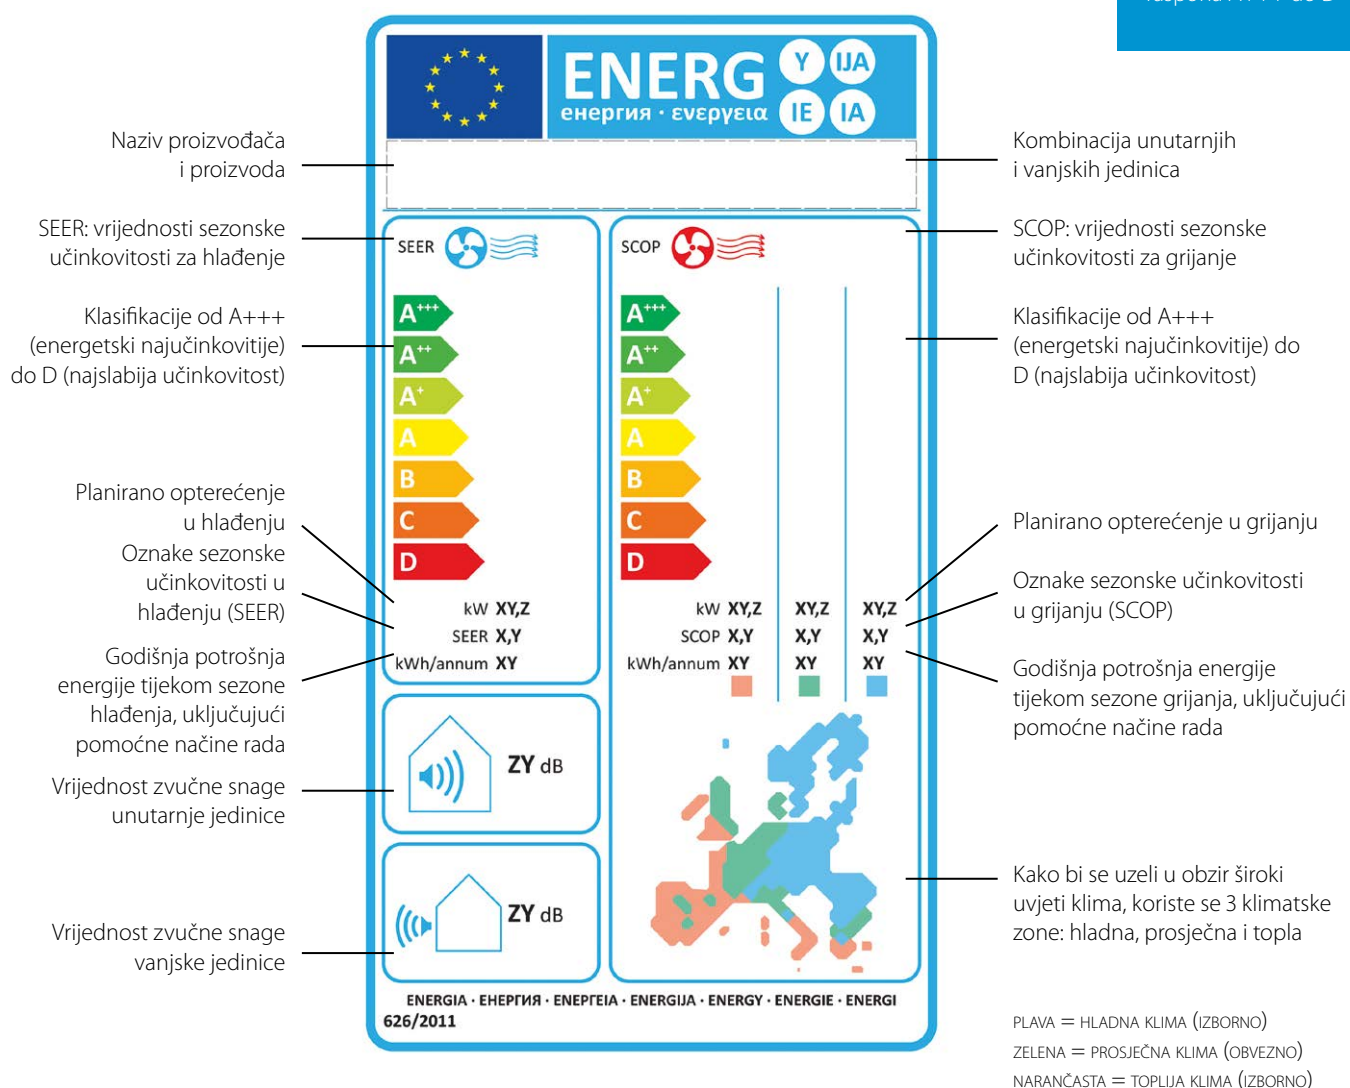 ENERG
Y
IJA
IE
IA
енергия · ενεργεια
Naziv proizvođača
i proizvoda
Kombinacija unutarnjih
i vanjskih jedinica
SEER: vrijednosti sezonske
učinkovitosti za hlađenje
SEER
SCOP
SCOP: vrijednosti sezonske
učinkovitosti za grijanje
Klasifikacije od A+++
(energetski najučinkovitije)
do D (najslabija učinkovitost)
A+++
A++
A+
A
B
C
D
A+++
A++
A+
A
B
C
D
Klasifikacije od A+++
(energetski najučinkovitije) do
D (najslabija učinkovitost)
Planirano opterećenje
u hlađenju
Oznake sezonske
učinkovitosti u
hlađenju (SEER)
Godišnja potrošnja
energije tijekom sezone
hlađenja, uključujući
pomoćne načine rada
kW XY,Z
SEER X,Y
kWh/annum XY
kW XY,Z XY,Z XY,Z
SCOP X,Y X,Y X,Y
kWh/annum XY XY XY
Planirano opterećenje u grijanju
Oznake sezonske učinkovitosti
u grijanju (SCOP)
Godišnja potrošnja energije
tijekom sezone grijanja, uključujući
pomoćne načine rada
Vrijednost zvučne snage
unutarnje jedinice
ZY dB
Vrijednost zvučne snage
vanjske jedinice
ZY dB
Kako bi se uzeli u obzir široki
uvjeti klima, koriste se 3 klimatske
zone: hladna, prosječna i topla
ENERGIA · ЕНЕРГИЯ · ΕΝΕΡΓΕΙΑ · ENERGIJA · ENERGY · ENERGIE · ENERGI
626/2011
PLAVA = HLADNA KLIMA (IZBORNO)
ZELENA = PROSJEČNA KLIMA (OBVEZNO)
NARANČASTA = TOPLIJA KLIMA (IZBORNO)